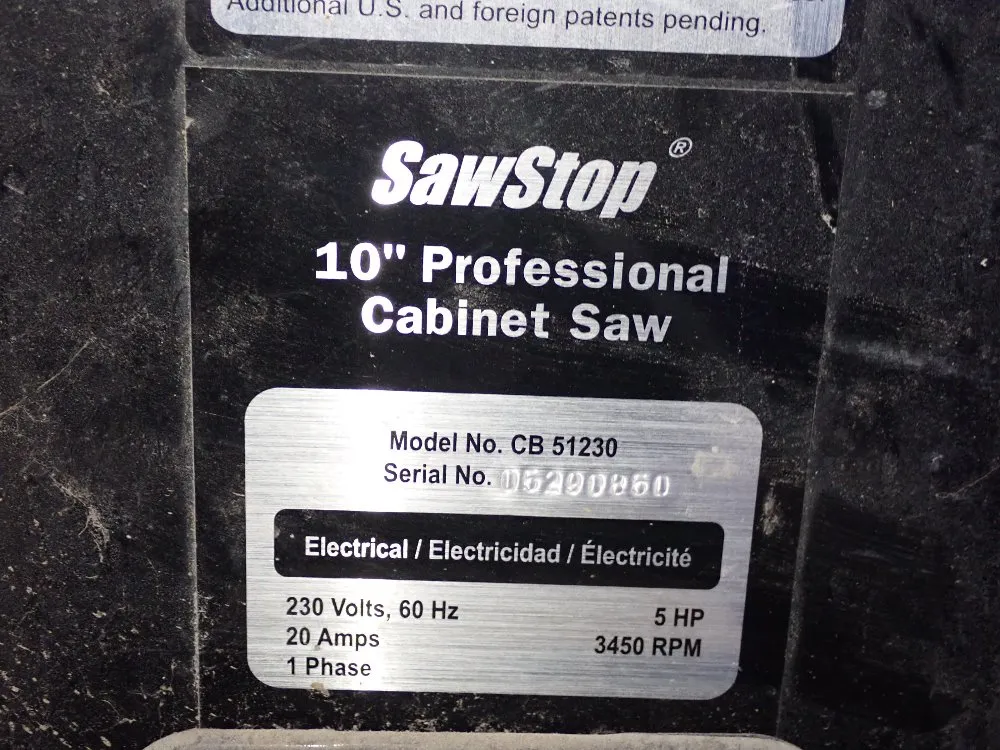 Additional U.S. and foreign patents pending.
SawStop®
10" Professional
Cabinet Saw
Model No. CB 51230
Serial No. 05290860
Electrical / Electricidad / Électricité
230 Volts, 60 Hz
5 HP
20 Amps
3450 RPM
1 Phase